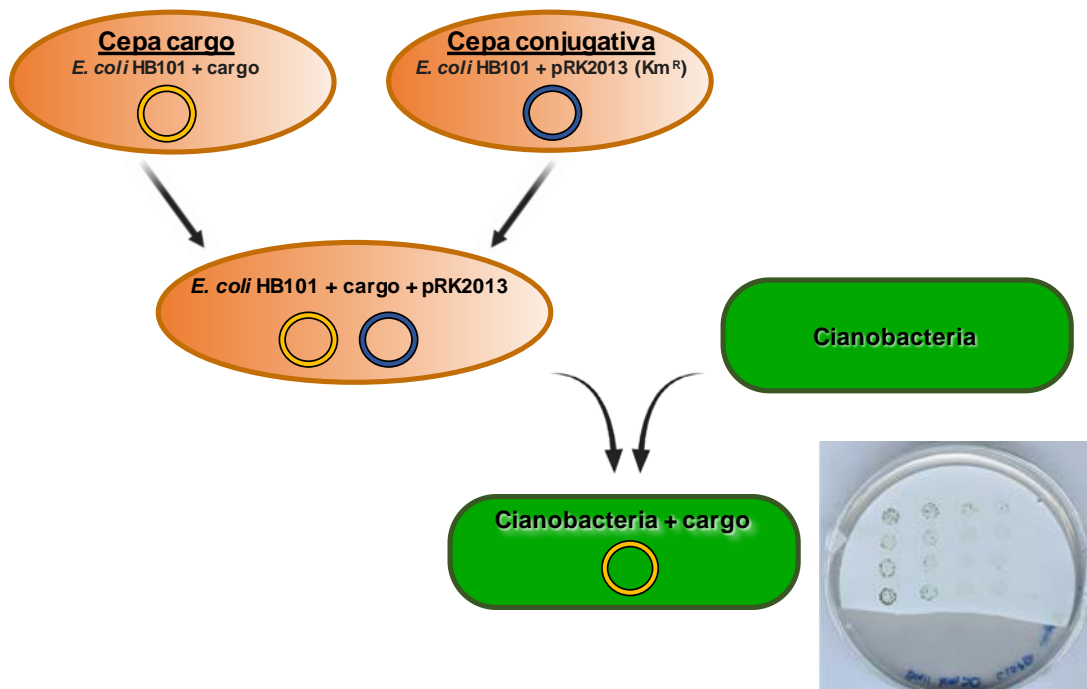 Cepa cargo
E. coli HB101 + cargo
Cepa conjugativa
E. coli HB101 + pRK2013 (Kmᴿ)
E. coli HB101 + cargo + pRK2013
Cianobacteria
Cianobacteria + cargo